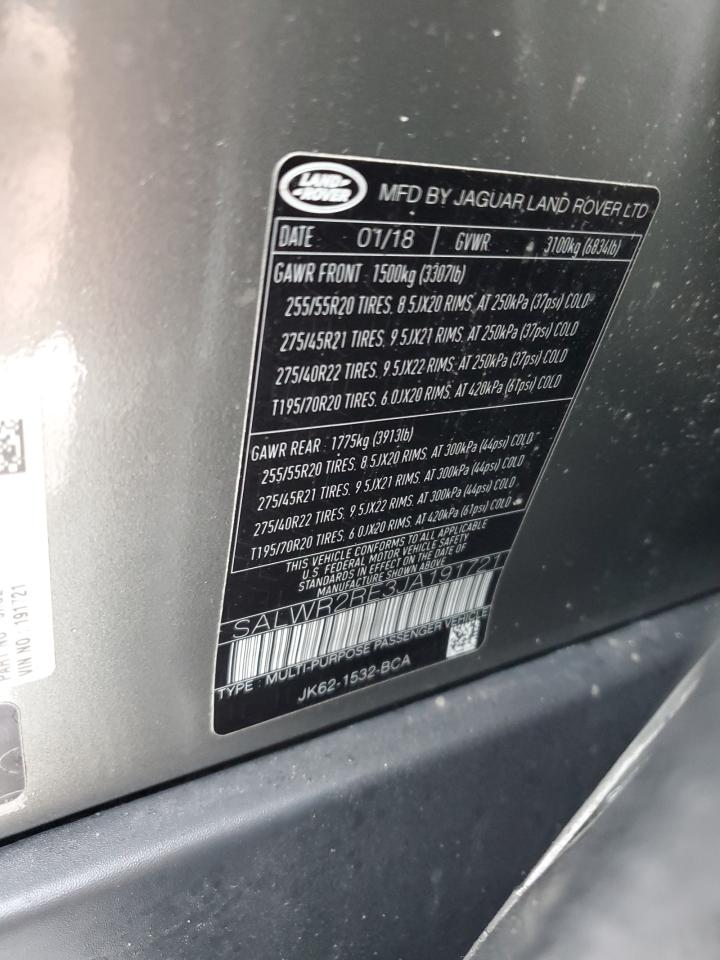 LAND ROVER
MFD BY JAGUAR LAND ROVER LTD
DATE 01/18 GVWR 3100kg (6834lb)
GAWR FRONT 1500kg (3307lb)
255/55R20 TIRES, 8.5JX20 RIMS, AT 250kPa (37psi) COLD
275/45R21 TIRES, 9.5JX21 RIMS, AT 250kPa (37psi) COLD
275/40R22 TIRES, 9.5JX22 RIMS, AT 250kPa (37psi) COLD
T195/70R20 TIRES, 6.0JX20 RIMS, AT 420kPa (61psi) COLD
GAWR REAR 1775kg (3913lb)
255/55R20 TIRES, 8.5JX20 RIMS, AT 300kPa (44psi) COLD
275/45R21 TIRES, 9.5JX21 RIMS, AT 300kPa (44psi) COLD
275/40R22 TIRES, 9.5JX22 RIMS, AT 300kPa (44psi) COLD
T195/70R20 TIRES, 6.0JX20 RIMS, AT 420kPa (61psi) COLD
THIS VEHICLE CONFORMS TO ALL APPLICABLE
U.S. FEDERAL MOTOR VEHICLE SAFETY
STANDARDS IN EFFECT ON THE DATE OF
MANUFACTURE SHOWN ABOVE
SALWR2RE3JA191721
TYPE : MULTI-PURPOSE PASSENGER VEHICLE
JK62-1532-BCA
PART NO
VIN NO: 191721